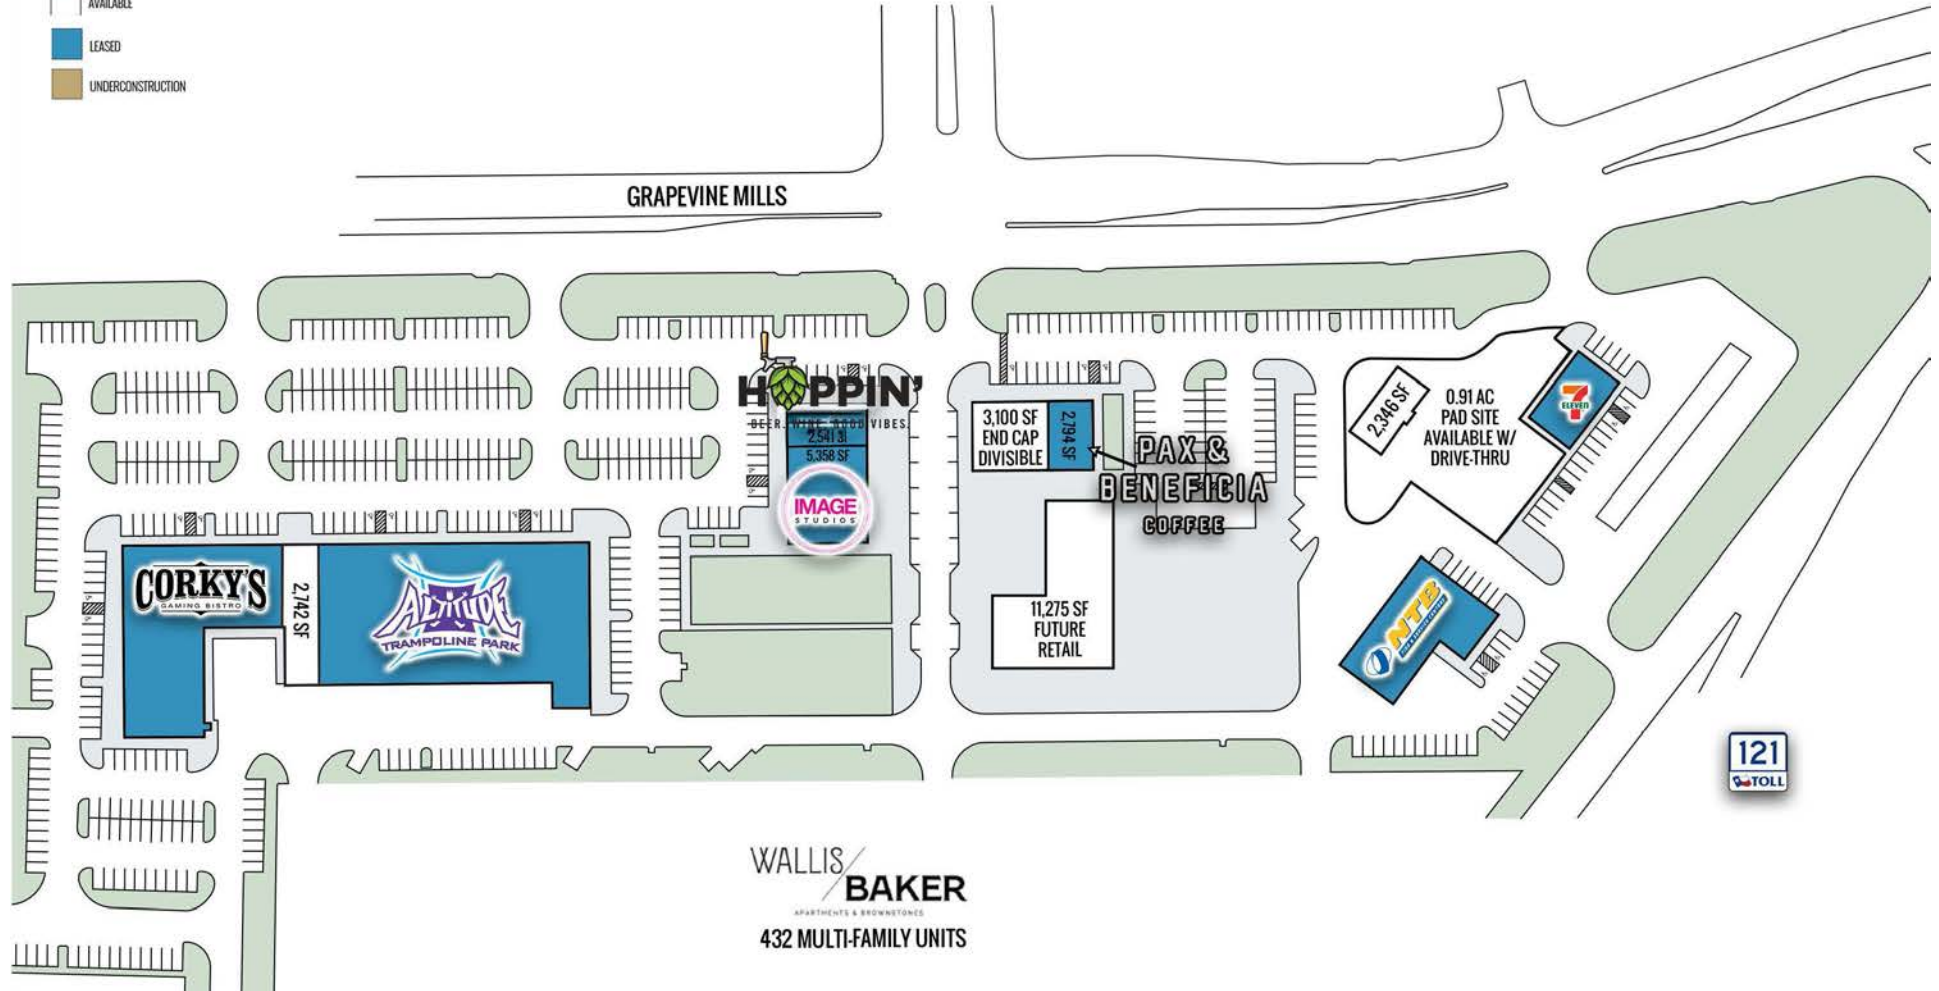 AVAILABLE
LEASED
UNDERCONSTRUCTION
GRAPEVINE MILLS
HOPPIN'
BEER. WINE. GOOD VIBES.
2,541 SF
5,358 SF
IMAGE
STUDIOS
3,100 SF
END CAP
DIVISIBLE
2,794 SF
PAX &
BENEFICIA
COFFEE
2,346 SF
0.91 AC
PAD SITE
AVAILABLE W/
DRIVE-THRU
7
ELEVEN
CORKY'S
GAMING BISTRO
2,742 SF
ALTITUDE
TRAMPOLINE PARK
11,275 SF
FUTURE
RETAIL
NTB
121
TOLL
WALLIS
BAKER
APARTMENTS & BROWNSTONES
432 MULTI-FAMILY UNITS